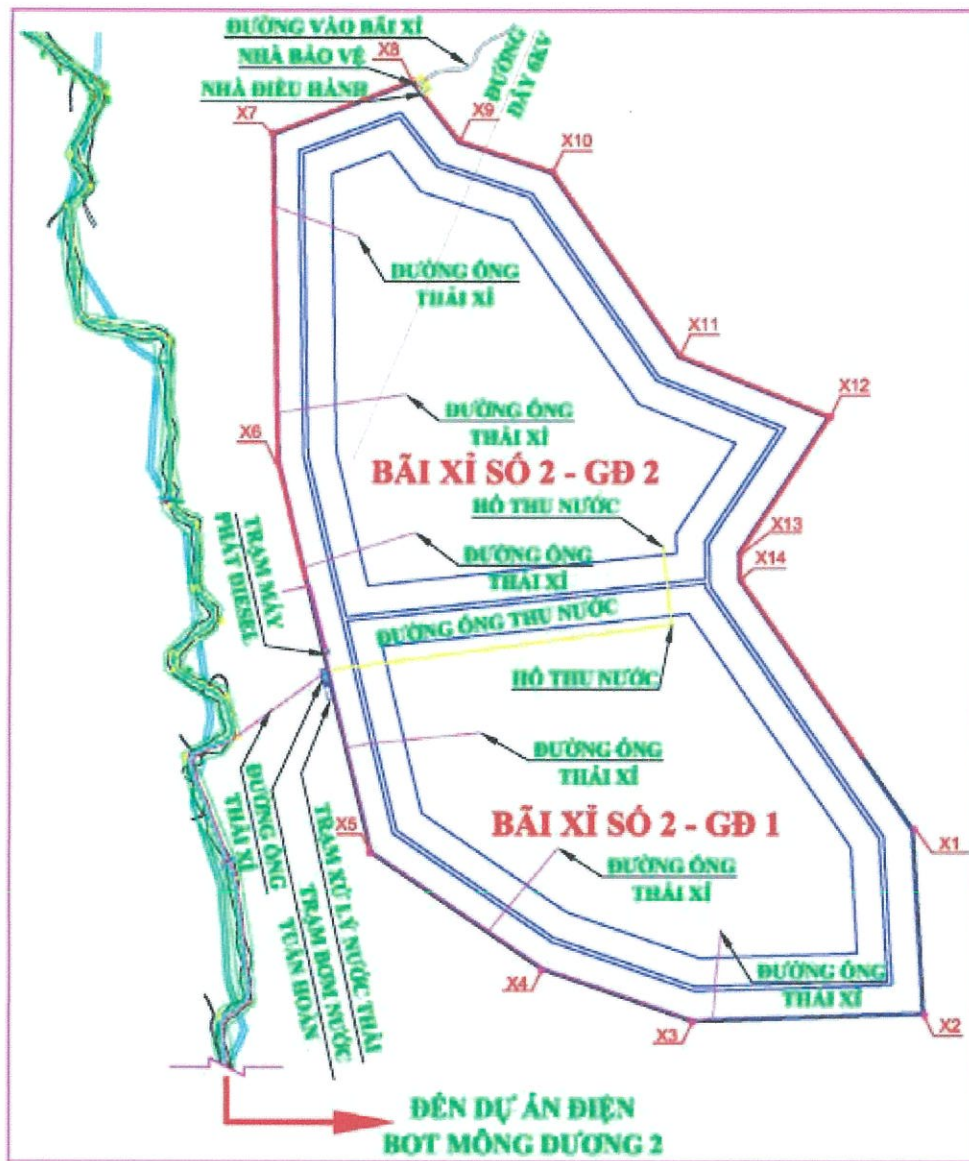 ĐƯỜNG VÀO BÃI XỈ
X8
NHÀ BẢO VỆ
NHÀ ĐIỀU HÀNH
ĐƯỜNG
DÂY 6KV
X7
X9
X10
ĐƯỜNG ỐNG
THẢI XỈ
X11
X12
ĐƯỜNG ỐNG
THẢI XỈ
X6
BÃI XỈ SỐ 2 - GĐ 2
HỐ THU NƯỚC
TRẠM MÁY
PHÁT DIESEL
ĐƯỜNG ỐNG
THẢI XỈ
X13
X14
ĐƯỜNG ỐNG THU NƯỚC
HỐ THU NƯỚC
ĐƯỜNG ỐNG
THẢI XỈ
ĐƯỜNG ỐNG
THẢI XỈ
TRẠM XỬ LÝ NƯỚC THẢI
TRẠM BƠM NƯỚC
TUẦN HOÀN
X5
BÃI XỈ SỐ 2 - GĐ 1
X1
ĐƯỜNG ỐNG
THẢI XỈ
X4
ĐƯỜNG ỐNG
THẢI XỈ
X3
X2
ĐẾN DỰ ÁN ĐIỆN
BOT MÔNG DƯƠNG 2